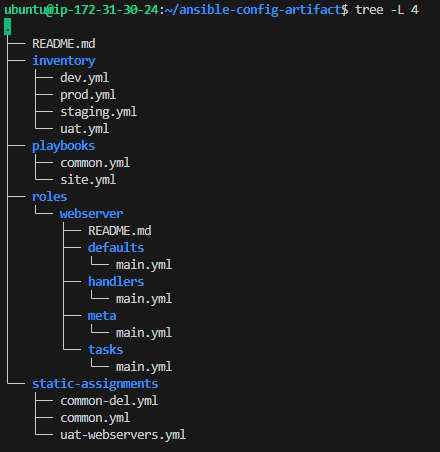 ubuntu@ip-172-31-30-24:~/ansible-config-artifact$ tree -L 4
.
├── README.md
├── inventory
│   ├── dev.yml
│   ├── prod.yml
│   ├── staging.yml
│   └── uat.yml
├── playbooks
│   ├── common.yml
│   └── site.yml
├── roles
│   └── webserver
│       ├── README.md
│       ├── defaults
│       │   └── main.yml
│       ├── handlers
│       │   └── main.yml
│       ├── meta
│       │   └── main.yml
│       └── tasks
│           └── main.yml
└── static-assignments
    ├── common-del.yml
    ├── common.yml
    └── uat-webservers.yml